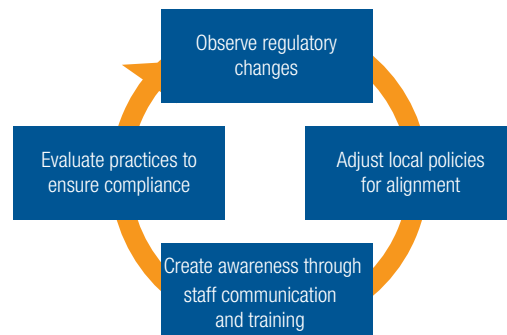 Observe regulatory
changes
Adjust local policies
for alignment
Create awareness through
staff communication
and training
Evaluate practices to
ensure compliance